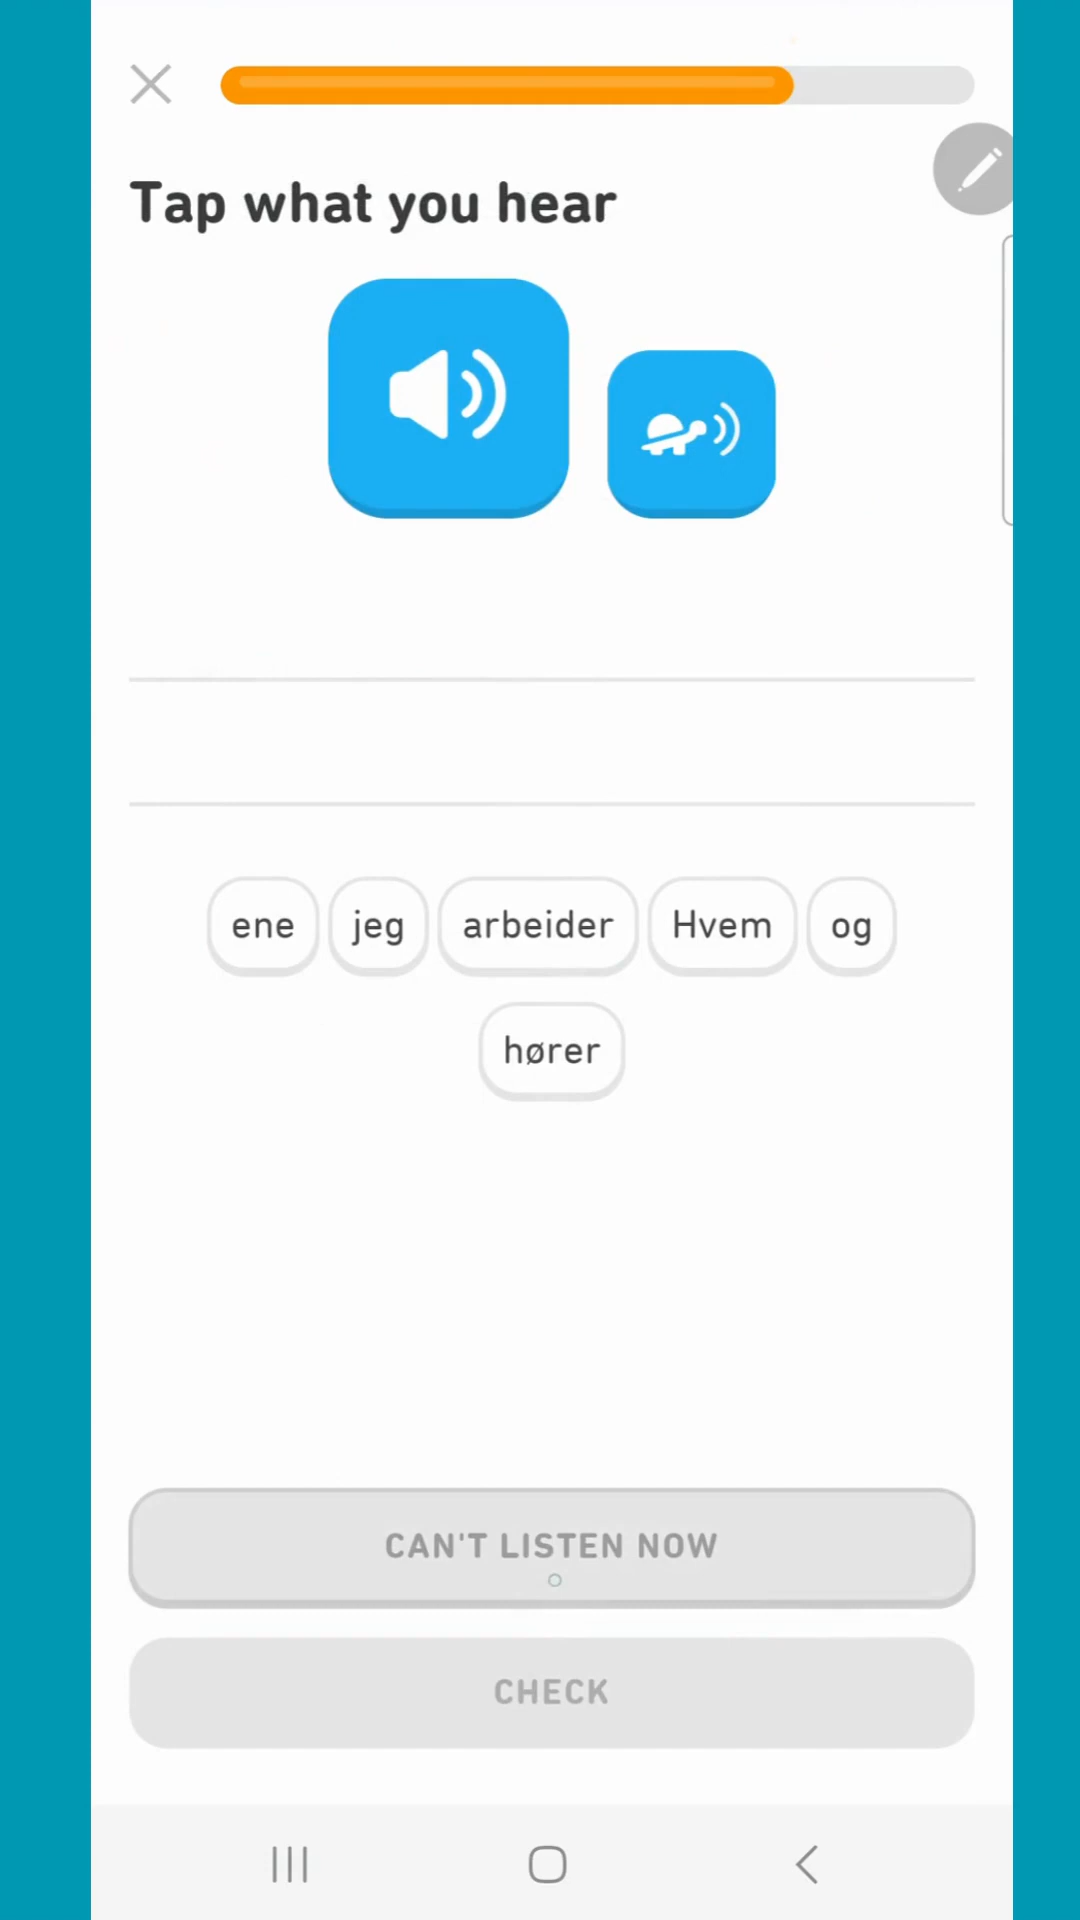 Tap what you hear
ene jeg arbeider Hvem og
hører
CAN'T LISTEN NOW
CHECK